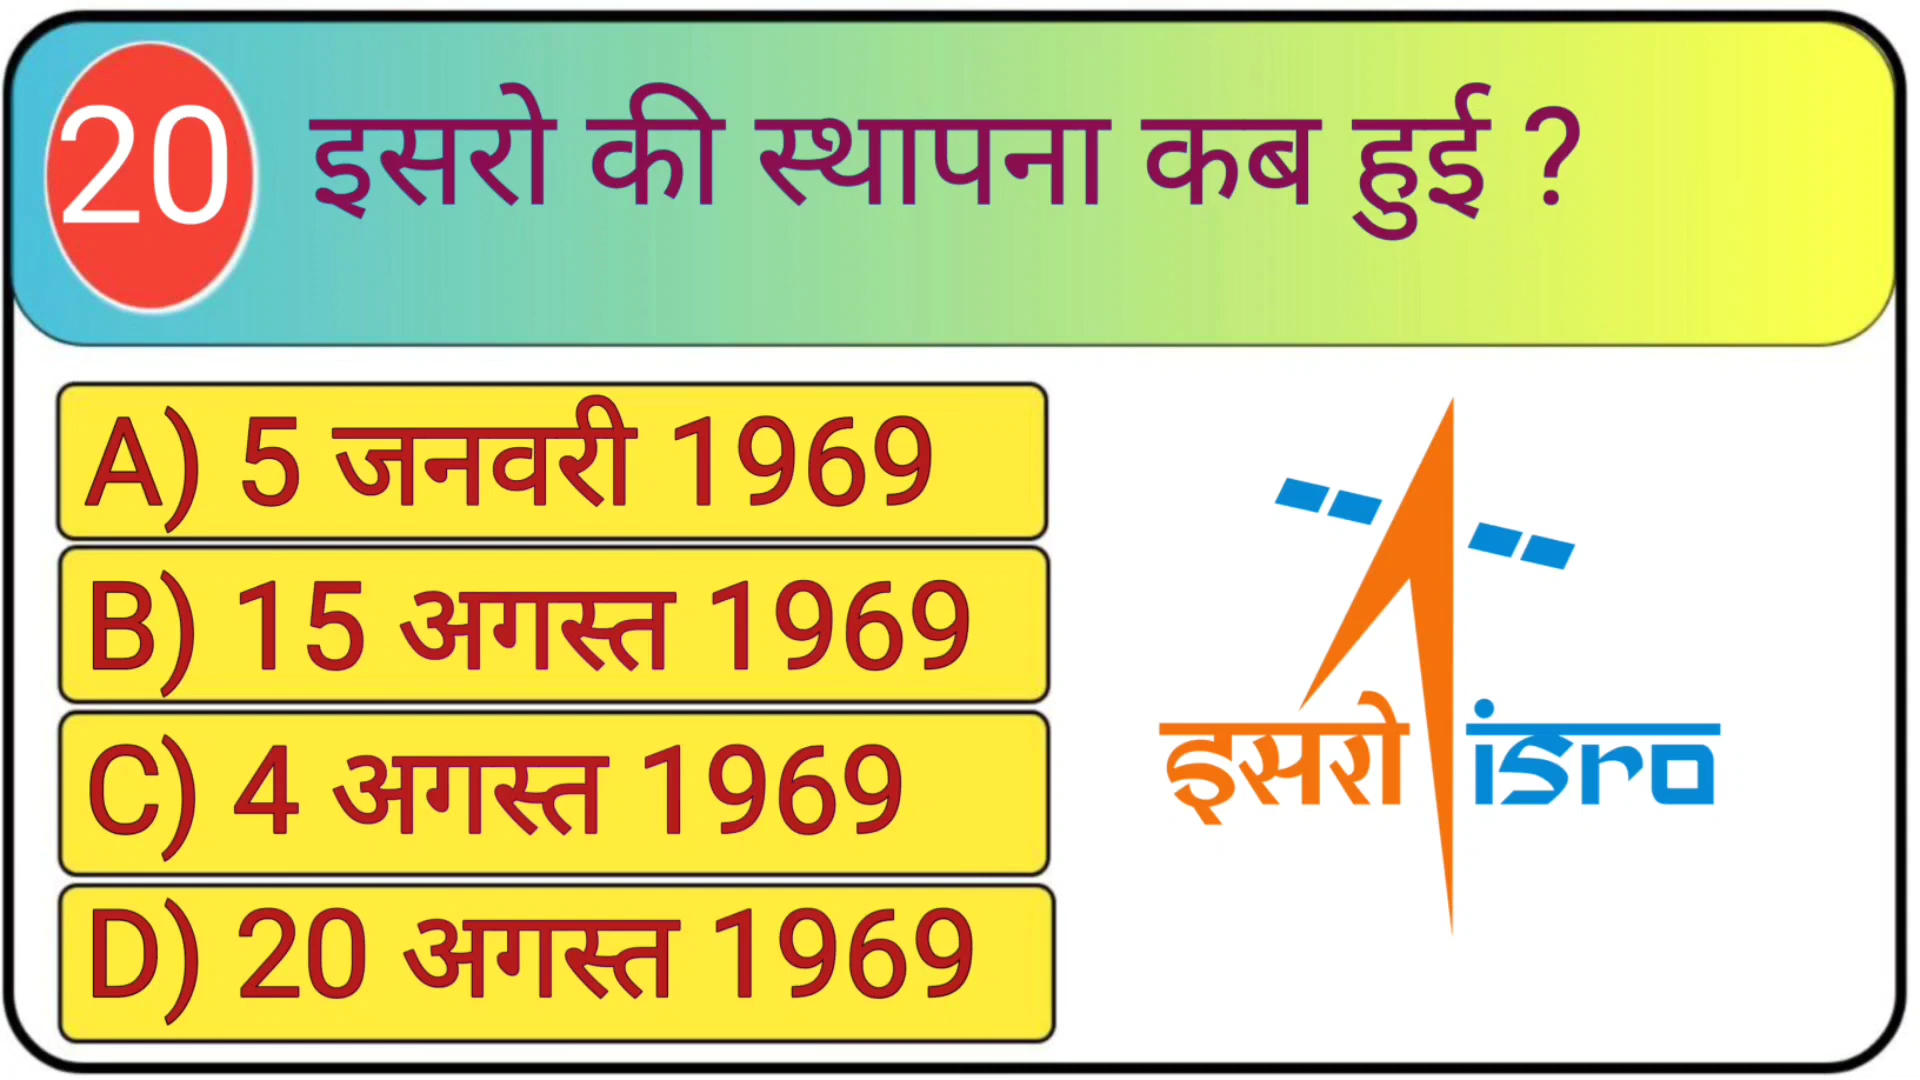 20 इसरो की स्थापना कब हुई ?
A) 5 जनवरी 1969
B) 15 अगस्त 1969
C) 4 अगस्त 1969
D) 20 अगस्त 1969
इसरो isro